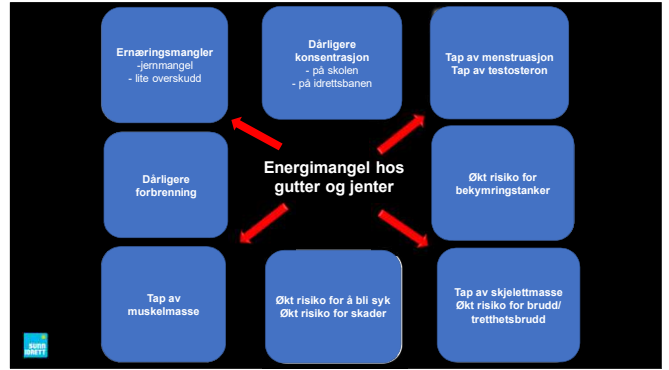 Ernæringsmangler
-jernmangel
- lite overskudd
Dårligere
konsentrasjon
- på skolen
- på idrettsbanen
Tap av menstruasjon
Tap av testosteron
Dårligere
forbrenning
Energimangel hos
gutter og jenter
Økt risiko for
bekymringstanker
Tap av
muskelmasse
Økt risiko for å bli syk
Økt risiko for skader
Tap av skjelettmasse
Økt risiko for brudd/
tretthetsbrudd
SUNN
IDRETT